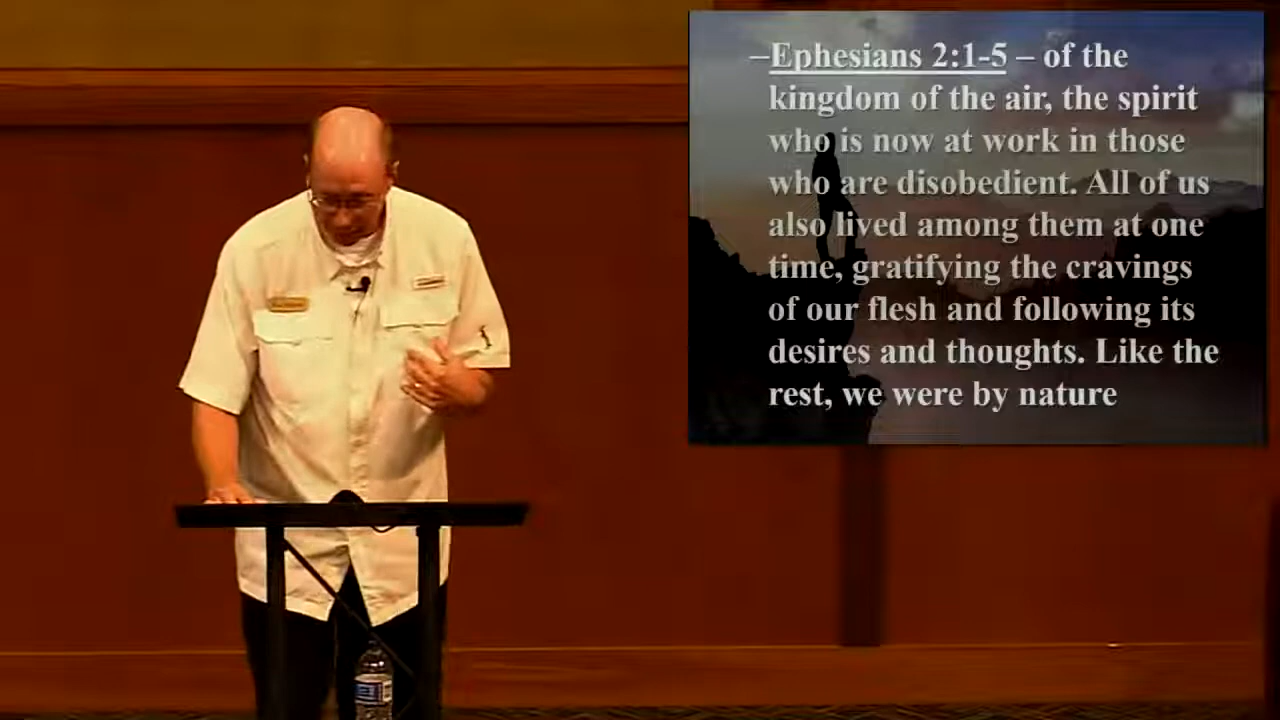 –Ephesians 2:1-5 – of the
kingdom of the air, the spirit
who is now at work in those
who are disobedient. All of us
also lived among them at one
time, gratifying the cravings
of our flesh and following its
desires and thoughts. Like the
rest, we were by nature